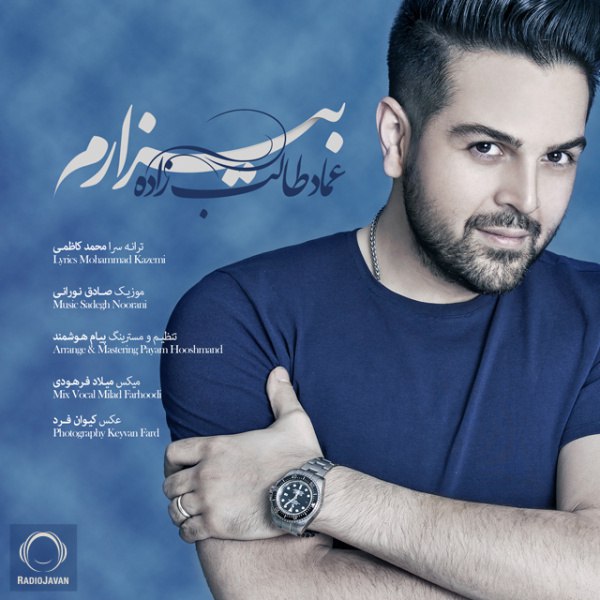 بیزارم
عماد طالب زاده
ترانه سرا محمد کاظمی
Lyrics Mohammad Kazemi
موزیک صادق نورانی
Music Sadegh Noorani
تنظیم و مسترینگ پیام هوشمند
Arrange & Mastering Payam Hooshmand
میکس میلاد فرهودی
Mix Vocal Milad Farhoodi
عکس کیوان فرد
Photography Keyvan Fard
RADIOJAVAN